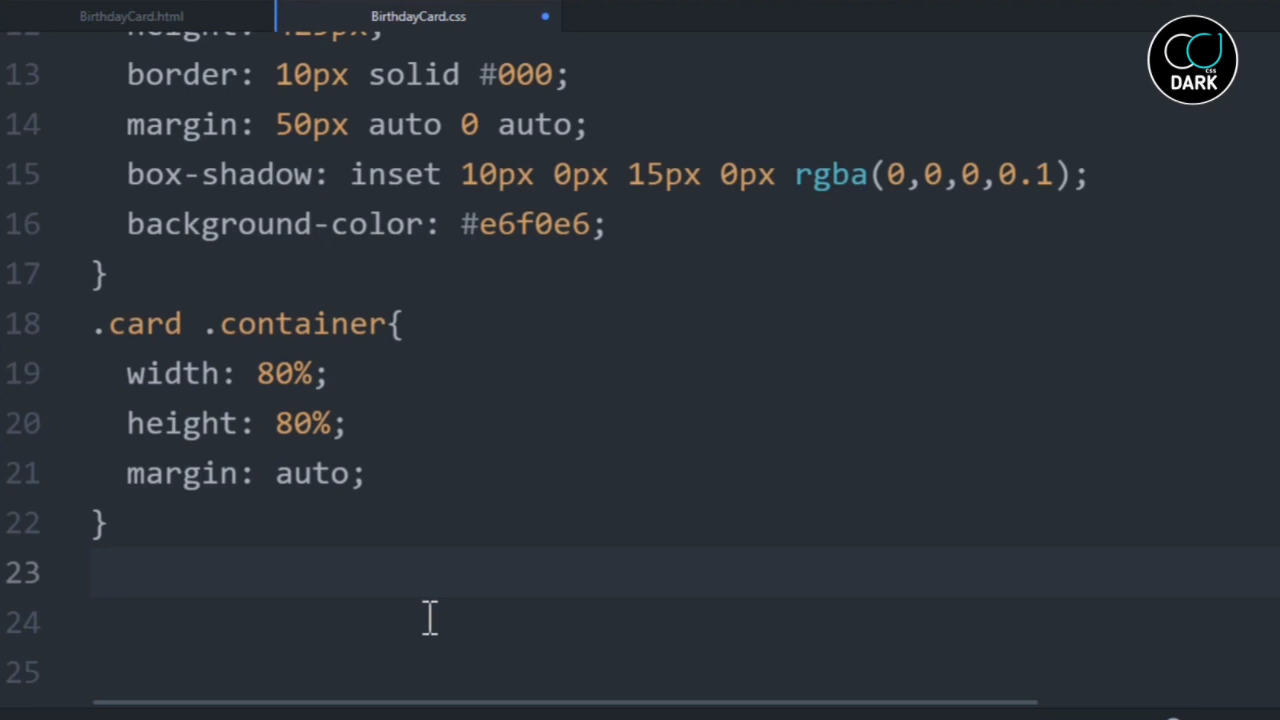 BirthdayCard.html
BirthdayCard.css
css
DARK
13 border: 10px solid #000;
14 margin: 50px auto 0 auto;
15 box-shadow: inset 10px 0px 15px 0px rgba(0,0,0,0.1);
16 background-color: #e6f0e6;
17 }
18 .card .container{
19 width: 80%;
20 height: 80%;
21 margin: auto;
22 }
23
24
25